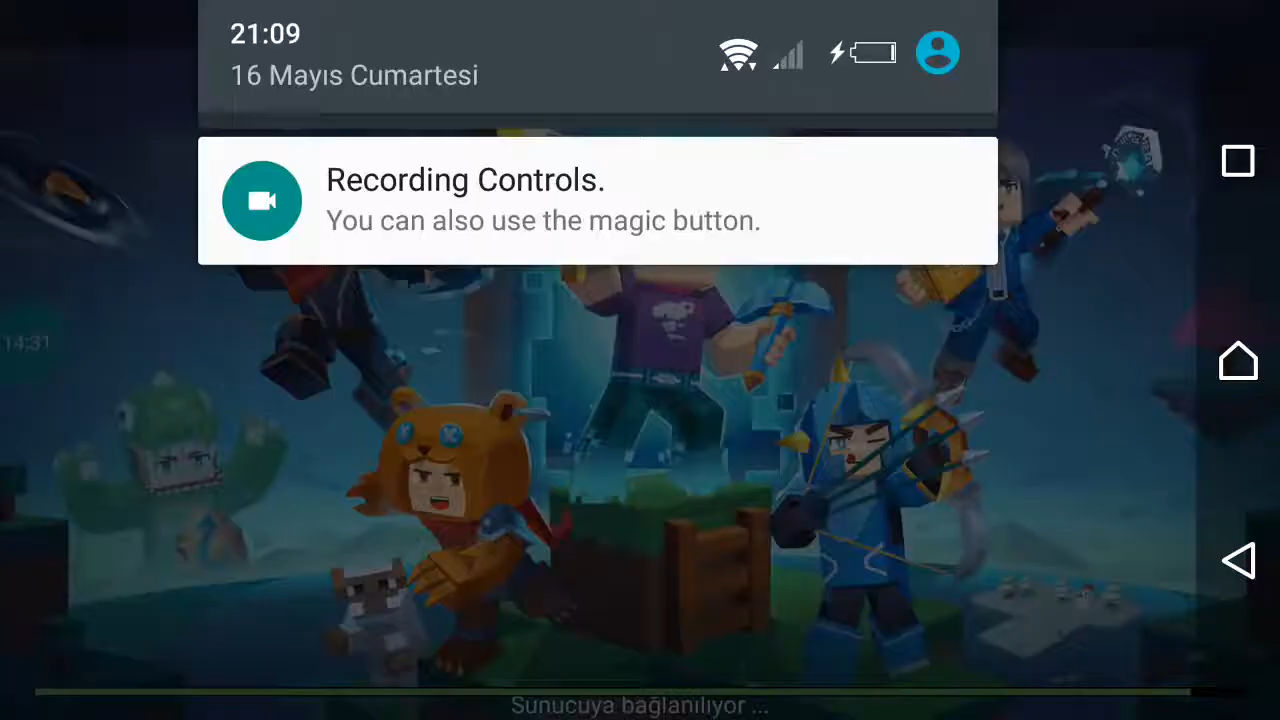 21:09
16 Mayıs Cumartesi
Recording Controls.
You can also use the magic button.
14:31
Sunucuya bağlanılıyor ...